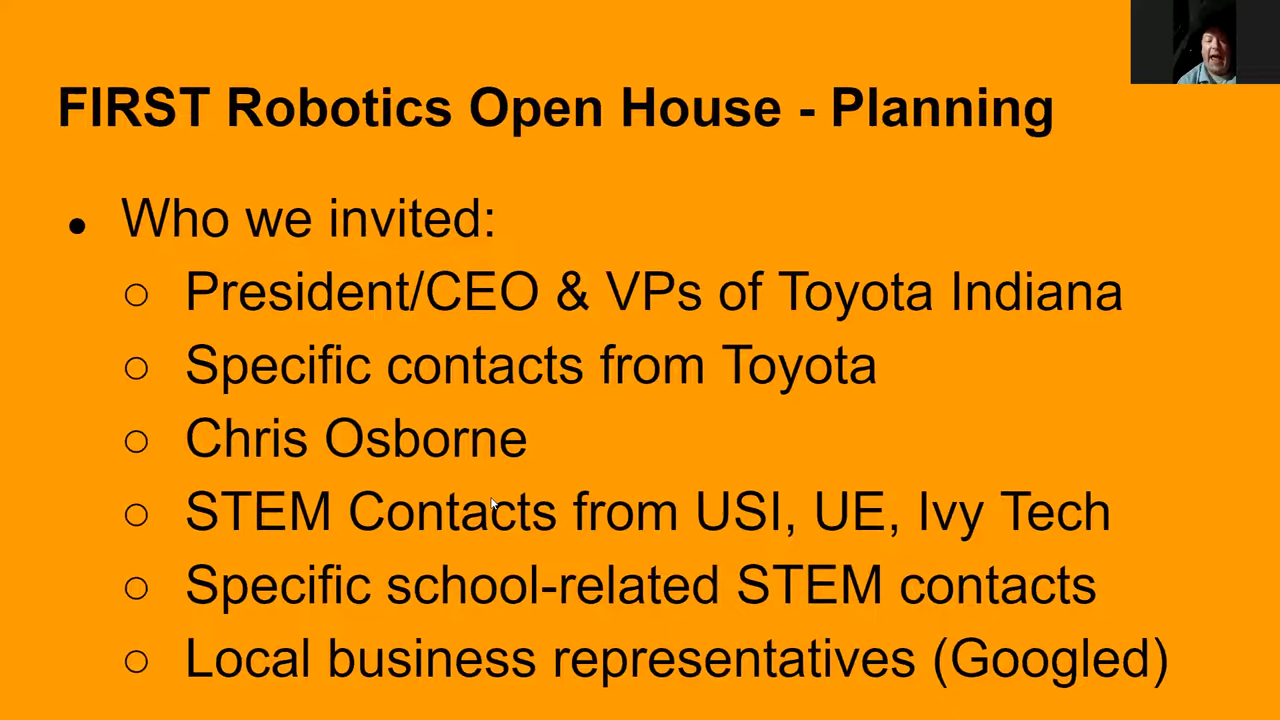 FIRST Robotics Open House - Planning
● Who we invited:
○ President/CEO & VPs of Toyota Indiana
○ Specific contacts from Toyota
○ Chris Osborne
○ STEM Contacts from USI, UE, Ivy Tech
○ Specific school-related STEM contacts
○ Local business representatives (Googled)